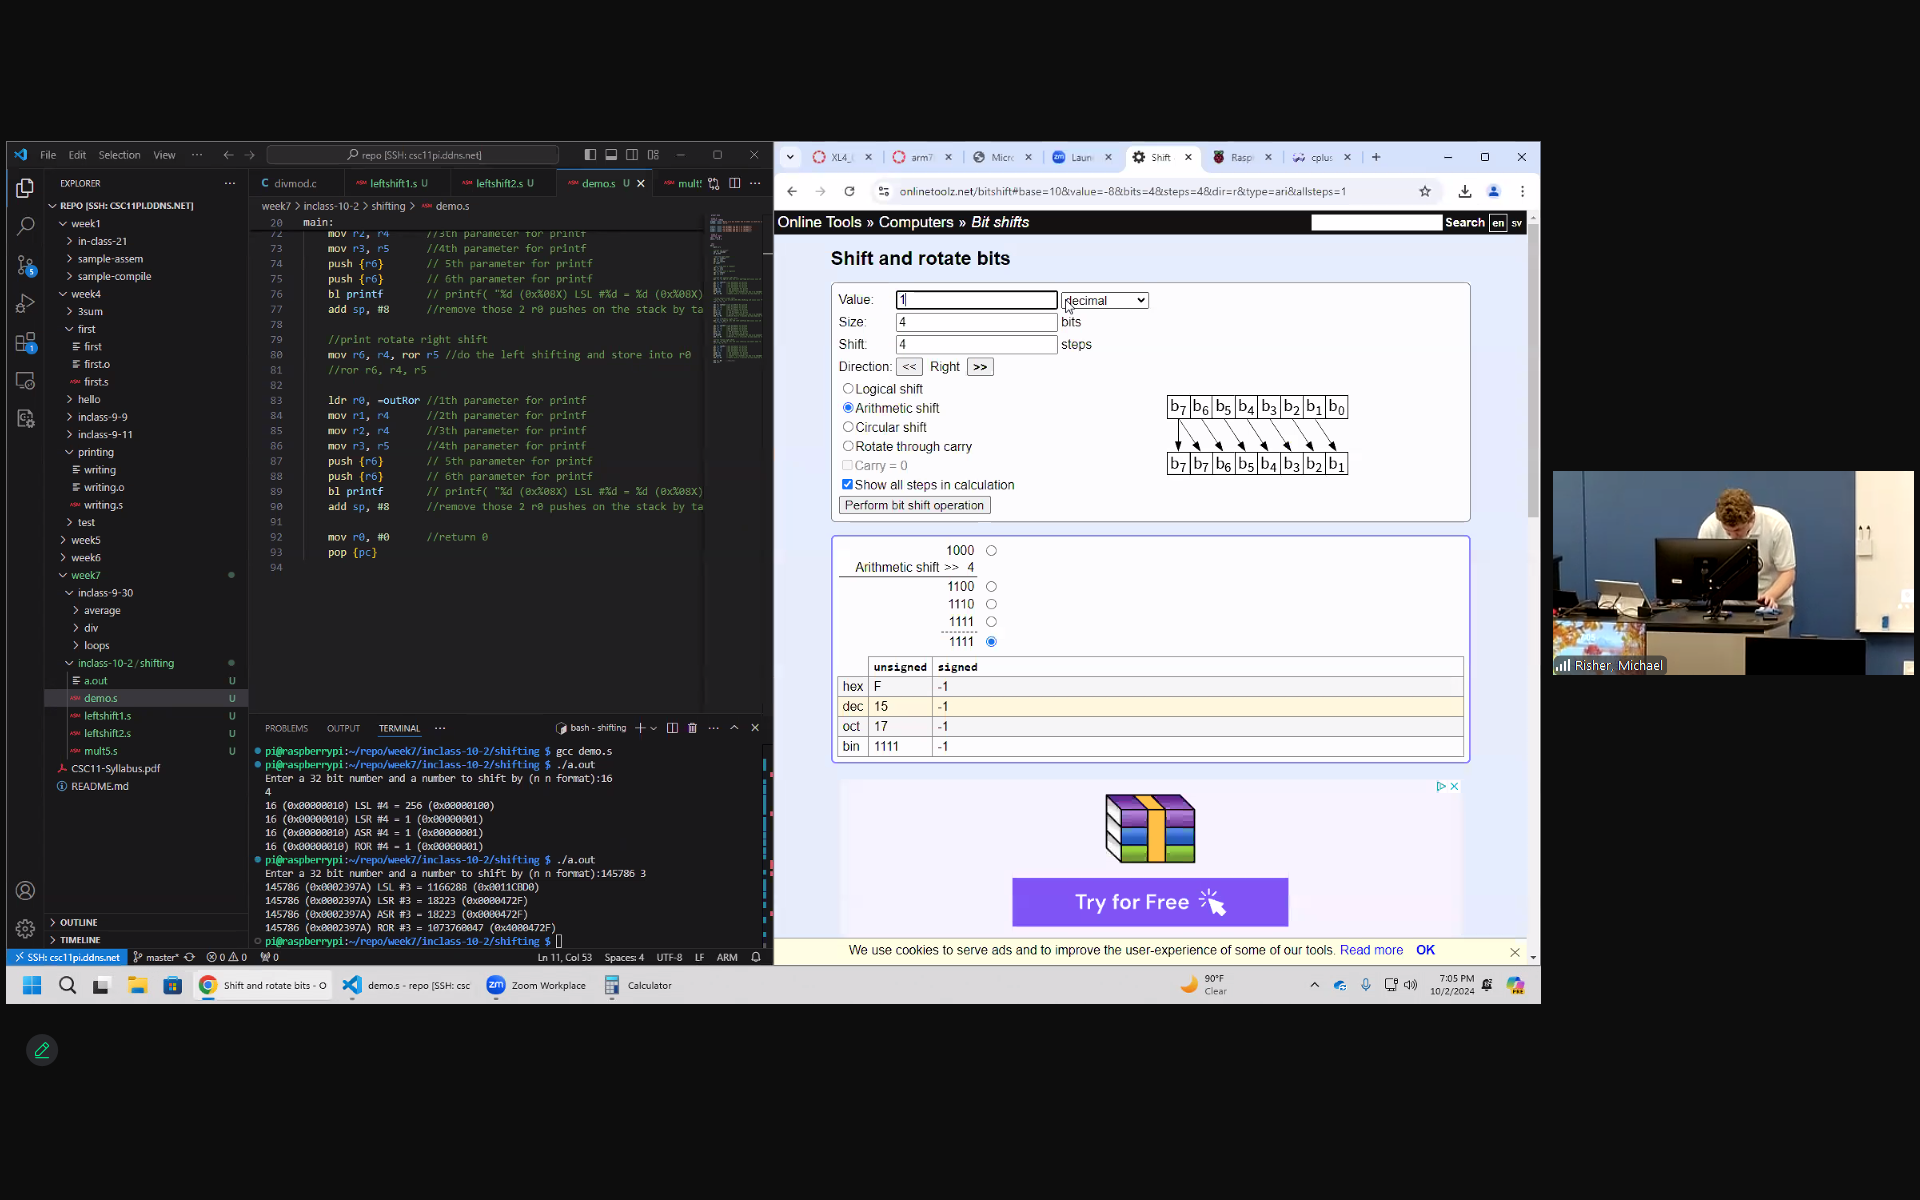 File Edit Selection View ··· repo [SSH: csc11pi.ddns.net]
EXPLORER ···
REPO [SSH: CSC11PI.DDNS.NET]
week1
in-class-21
sample-assem
sample-compile
week4
3sum
first
first
first.o
first.s
hello
inclass-9-9
inclass-9-11
printing
writing
writing.o
writing.s
test
week5
week6
week7
inclass-9-30
average
div
loops
inclass-10-2 / shifting
a.out U
demo.s U
leftshift1.s U
leftshift2.s U
mult5.s U
CSC11-Syllabus.pdf
README.md
OUTLINE
TIMELINE
5
1
divmod.c leftshift1.s U leftshift2.s U demo.s U
week7 > inclass-10-2 > shifting > demo.s
20 main:
72 mov r2, r4 //3th parameter for printf
73 mov r3, r5 //4th parameter for printf
74 push {r6} // 5th parameter for printf
75 push {r6} // 6th parameter for printf
76 bl printf // printf( "%d (0x%08X) LSL #%d = %d (0x%08X)
77 add sp, #8 //remove those 2 r0 pushes on the stack by ta
78
79 //print rotate right shift
80 mov r6, r4, ror r5 //do the left shifting and store into r0
81 //ror r6, r4, r5
82
83 ldr r0, =outRor //1th parameter for printf
84 mov r1, r4 //2th parameter for printf
85 mov r2, r4 //3th parameter for printf
86 mov r3, r5 //4th parameter for printf
87 push {r6} // 5th parameter for printf
88 push {r6} // 6th parameter for printf
89 bl printf // printf( "%d (0x%08X) LSL #%d = %d (0x%08X)
90 add sp, #8 //remove those 2 r0 pushes on the stack by ta
91
92 mov r0, #0 //return 0
93 pop {pc}
94
PROBLEMS OUTPUT TERMINAL ··· bash - shifting
pi@raspberrypi:~/repo/week7/inclass-10-2/shifting $ gcc demo.s
pi@raspberrypi:~/repo/week7/inclass-10-2/shifting $ ./a.out
Enter a 32 bit number and a number to shift by (n n format):16
4
16 (0x00000010) LSL #4 = 256 (0x00000100)
16 (0x00000010) LSR #4 = 1 (0x00000001)
16 (0x00000010) ASR #4 = 1 (0x00000001)
16 (0x00000010) ROR #4 = 1 (0x00000001)
pi@raspberrypi:~/repo/week7/inclass-10-2/shifting $ ./a.out
Enter a 32 bit number and a number to shift by (n n format):145786 3
145786 (0x0002397A) LSL #3 = 1166288 (0x0011CBD0)
145786 (0x0002397A) LSR #3 = 18223 (0x0000472F)
145786 (0x0002397A) ASR #3 = 18223 (0x0000472F)
145786 (0x0002397A) ROR #3 = 1073760047 (0x4000472F)
pi@raspberrypi:~/repo/week7/inclass-10-2/shifting $
SSH: csc11pi.ddns.net master* 0 0 0 Ln 11, Col 53 Spaces: 4 UTF-8 LF ARM
XL4_ arm7 Micro Laun Shift Rasp cplus
onlinetoolz.net/bitshift#base=10&value=-8&bits=4&steps=4&dir=r&type=ari&allsteps=1
Online Tools » Computers » Bit shifts Search en sv
Shift and rotate bits
Value: 1 decimal
Size: 4 bits
Shift: 4 steps
Direction: << Right >>
Logical shift
Arithmetic shift
Circular shift
Rotate through carry
Carry = 0
Show all steps in calculation
Perform bit shift operation
b7 b6 b5 b4 b3 b2 b1 b0
b7 b7 b6 b5 b4 b3 b2 b1
1000
Arithmetic shift >> 4
1100
1110
1111
1111
unsigned signed
hex F -1
dec 15 -1
oct 17 -1
bin 1111 -1
Try for Free
We use cookies to serve ads and to improve the user-experience of some of our tools. Read more OK
Shift and rotate bits - O demo.s - repo [SSH: csc Zoom Workplace Calculator
90°F
Clear
7:05 PM
10/2/2024
Risher, Michael